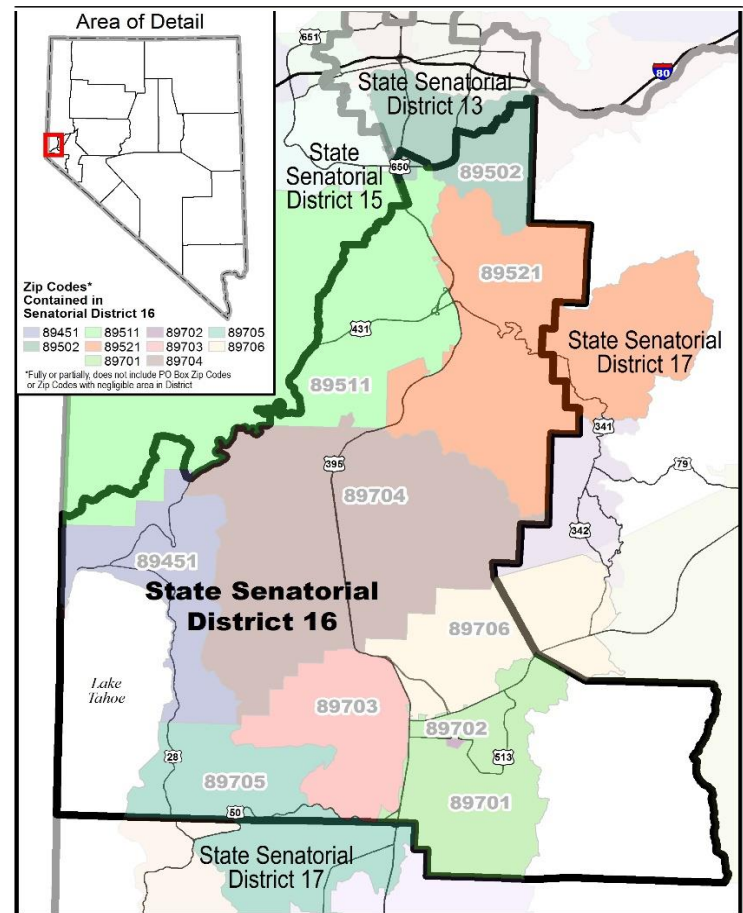 Area of Detail
Zip Codes*
Contained in
Senatorial District 16
89451 89511 89702 89705
89502 89521 89703 89706
89701 89704
*Fully or partially, does not include PO Box Zip Codes
or Zip Codes with negligible area in District
651
80
State Senatorial
District 13
650
State
Senatorial
District 15
89502
89521
431
State Senatorial
District 17
89511
341
395
79
89704
342
89451
State Senatorial
District 16
89706
Lake
Tahoe
89703
89702
28
513
89705
89701
50
State Senatorial
District 17